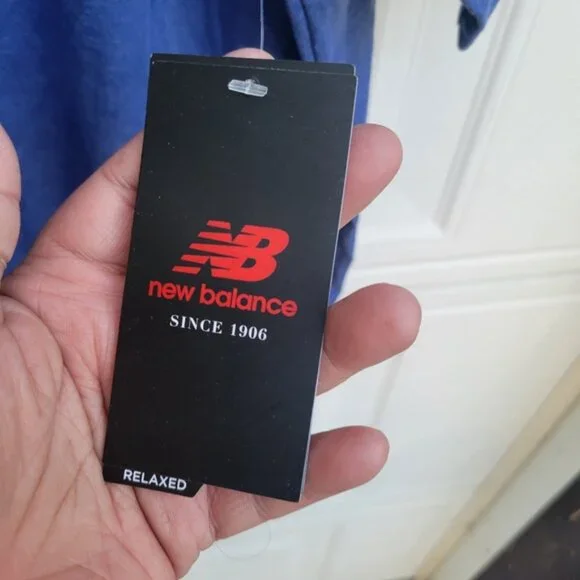 NB
new balance
SINCE 1906
RELAXED